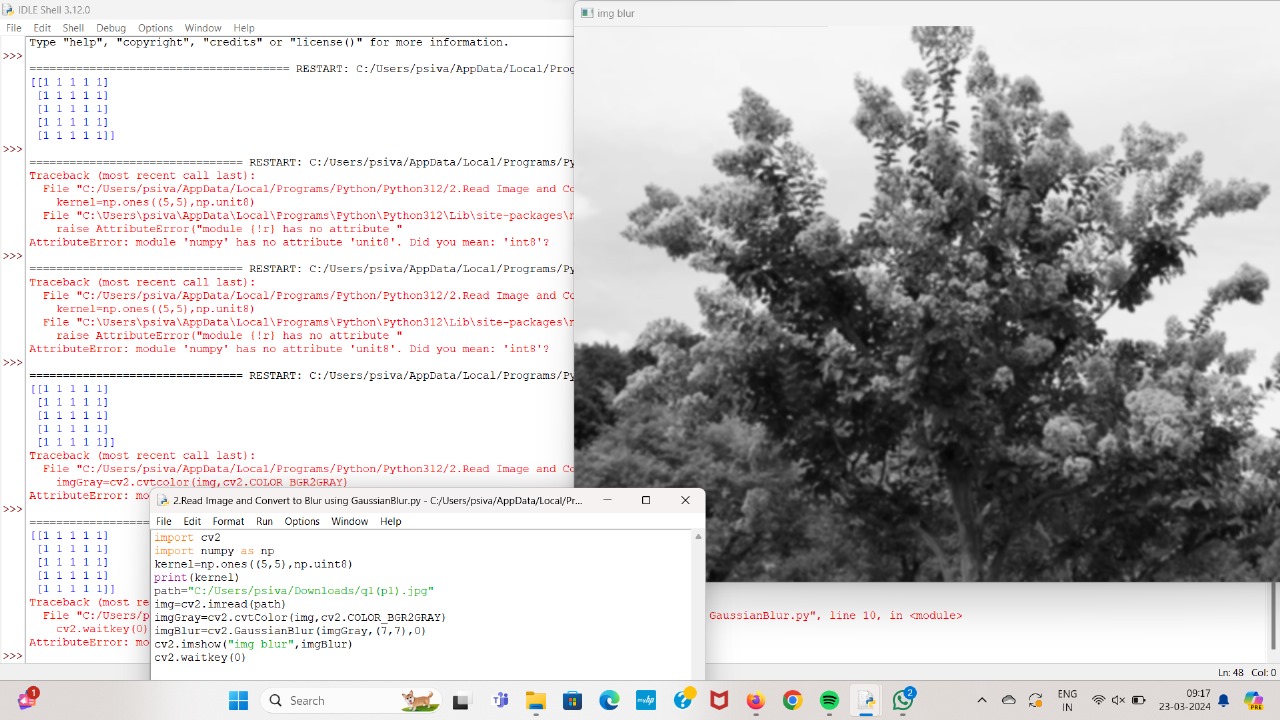 IDLE Shell 3.12.0
File Edit Shell Debug Options Window Help
Type "help", "copyright", "credits" or "license()" for more information.
>>>
======================================= RESTART: C:/Users/psiva/AppData/Local/Prog
[[1 1 1 1 1]
[1 1 1 1 1]
[1 1 1 1 1]
[1 1 1 1 1]
[1 1 1 1 1]]
>>>
================================ RESTART: C:/Users/psiva/AppData/Local/Programs/Py
Traceback (most recent call last):
File "C:/Users/psiva/AppData/Local/Programs/Python/Python312/2.Read Image and Co
kernel=np.ones((5,5),np.unit8)
File "C:\Users\psiva\AppData\Local\Programs\Python\Python312\Lib\site-packages\n
raise AttributeError("module {!r} has no attribute "
AttributeError: module 'numpy' has no attribute 'unit8'. Did you mean: 'int8'?
>>>
================================ RESTART: C:/Users/psiva/AppData/Local/Programs/Py
Traceback (most recent call last):
File "C:/Users/psiva/AppData/Local/Programs/Python/Python312/2.Read Image and Co
kernel=np.ones((5,5),np.unit8)
File "C:\Users\psiva\AppData\Local\Programs\Python\Python312\Lib\site-packages\n
raise AttributeError("module {!r} has no attribute "
AttributeError: module 'numpy' has no attribute 'unit8'. Did you mean: 'int8'?
>>>
================================ RESTART: C:/Users/psiva/AppData/Local/Programs/Py
[[1 1 1 1 1]
[1 1 1 1 1]
[1 1 1 1 1]
[1 1 1 1 1]
[1 1 1 1 1]]
Traceback (most recent call last):
File "C:/Users/psiva/AppData/Local/Programs/Python/Python312/2.Read Image and Co
imgGray=cv2.cvtcolor(img,cv2.COLOR_BGR2GRAY)
AttributeError: mo
>>>
==================
[[1 1 1 1 1]
[1 1 1 1 1]
[1 1 1 1 1]
[1 1 1 1 1]
[1 1 1 1 1]]
Traceback (most re
File "C:/Users/p
GaussianBlur.py", line 10, in <module>
cv2.waitkey(0)
AttributeError: mo
>>>
img blur
2.Read Image and Convert to Blur using GaussianBlur.py - C:/Users/psiva/AppData/Local/Pr...
File Edit Format Run Options Window Help
import cv2
import numpy as np
kernel=np.ones((5,5),np.uint8)
print(kernel)
path="C:/Users/psiva/Downloads/q1(p1).jpg"
img=cv2.imread(path)
imgGray=cv2.cvtColor(img,cv2.COLOR_BGR2GRAY)
imgBlur=cv2.GaussianBlur(imgGray,(7,7),0)
cv2.imshow("img blur",imgBlur)
cv2.waitkey(0)
Ln: 48 Col: 0
1
Search
myhp
2
ENG
IN
09:17
23-03-2024
PRE